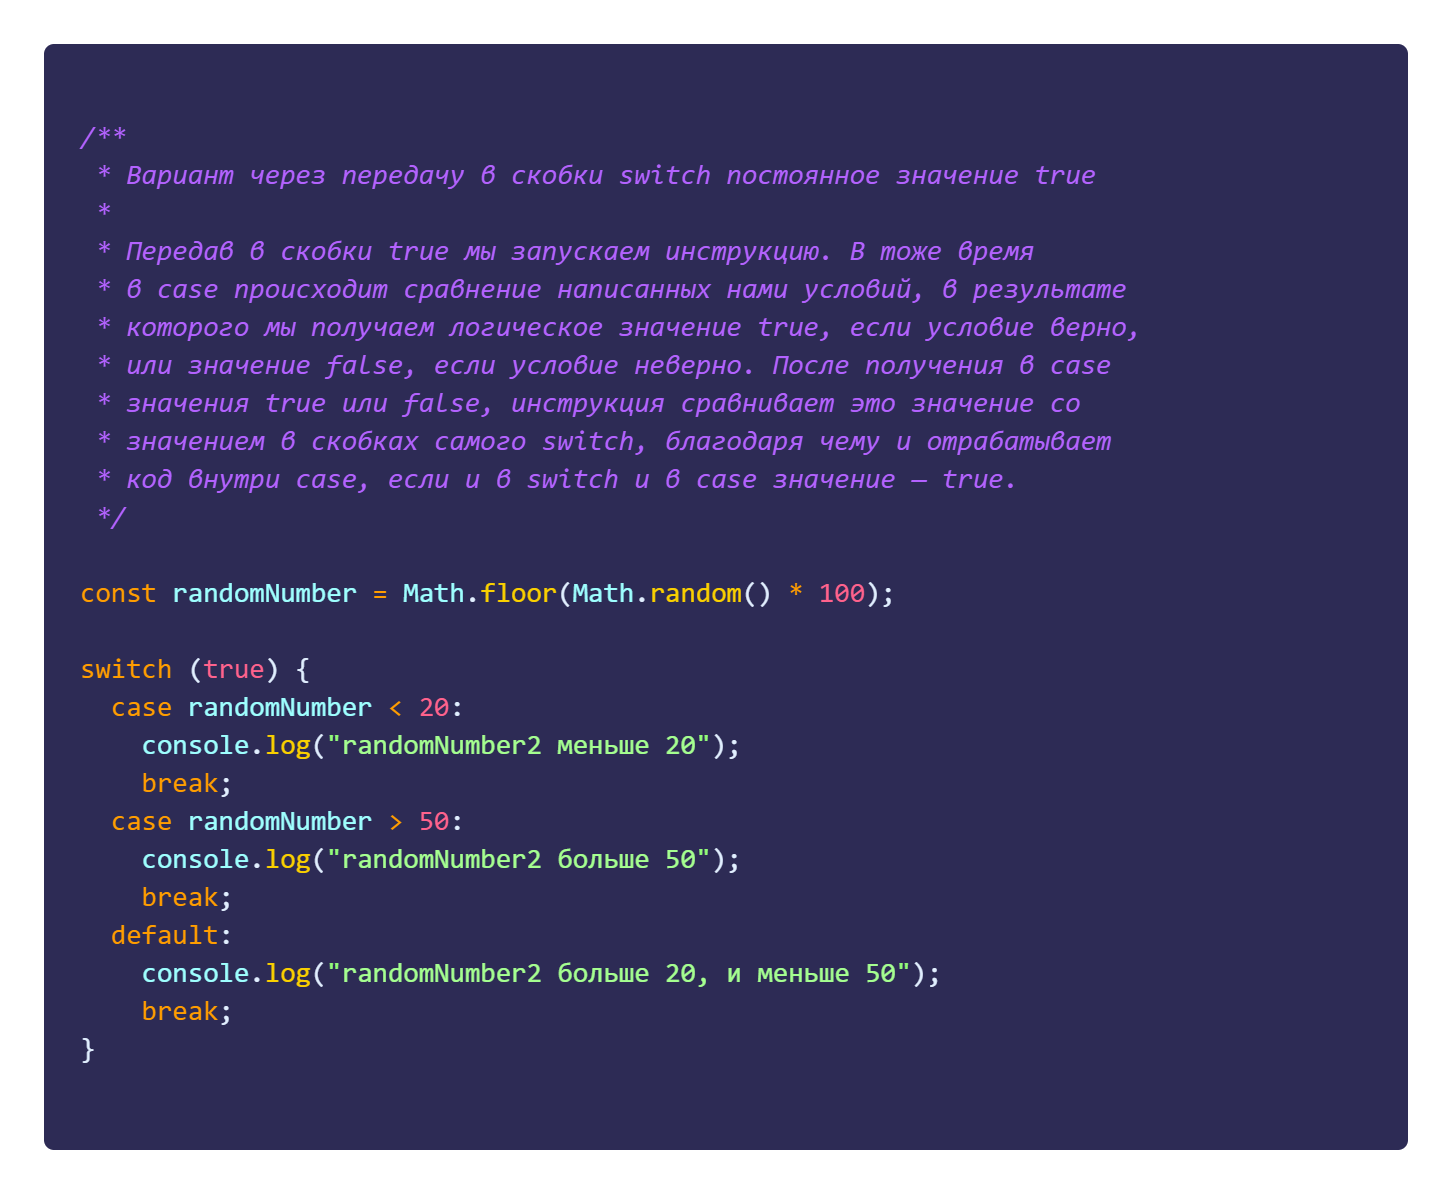 /**
 * Вариант через передачу в скобки switch постоянное значение true
 *
 * Передав в скобки true мы запускаем инструкцию. В тоже время
 * в case происходит сравнение написанных нами условий, в результате
 * которого мы получаем логическое значение true, если условие верно,
 * или значение false, если условие неверно. После получения в case
 * значения true или false, инструкция сравнивает это значение со
 * значением в скобках самого switch, благодаря чему и отрабатывает
 * код внутри case, если и в switch и в case значение — true.
 */
const randomNumber = Math.floor(Math.random() * 100);
switch (true) {
  case randomNumber < 20:
    console.log("randomNumber2 меньше 20");
    break;
  case randomNumber > 50:
    console.log("randomNumber2 больше 50");
    break;
  default:
    console.log("randomNumber2 больше 20, и меньше 50");
    break;
}